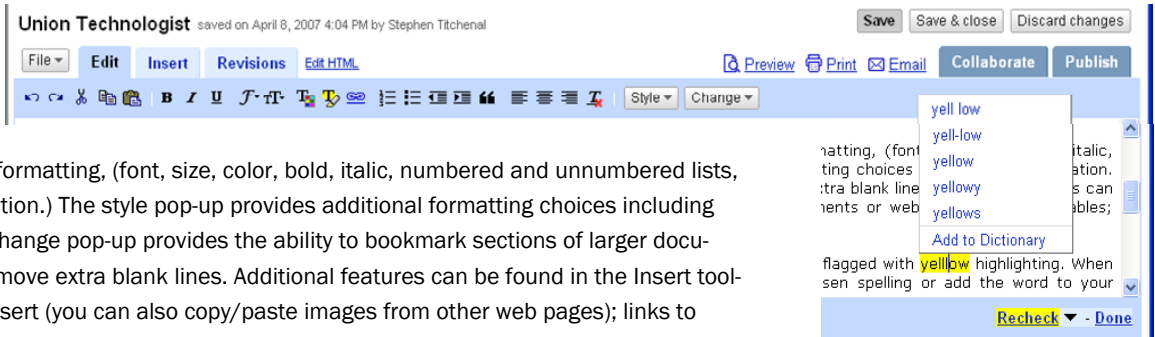 Union Technologist saved on April 8, 2007 4:04 PM by Stephen Titchenal Save Save & close Discard changes
File Edit Insert Revisions Edit HTML Preview Print Email Collaborate Publish
B I U Style Change
formatting, (font, size, color, bold, italic, numbered and unnumbered lists,
tion.) The style pop-up provides additional formatting choices including
hange pop-up provides the ability to bookmark sections of larger docu-
move extra blank lines. Additional features can be found in the Insert tool-
sert (you can also copy/paste images from other web pages); links to
yell low
yell-low
yellow
yellowy
yellows
Add to Dictionary
natting, (font italic,
ting choices ation.
xtra blank line s can
nents or web ables;
flagged with yelllow highlighting. When
sen spelling or add the word to your
Recheck - Done